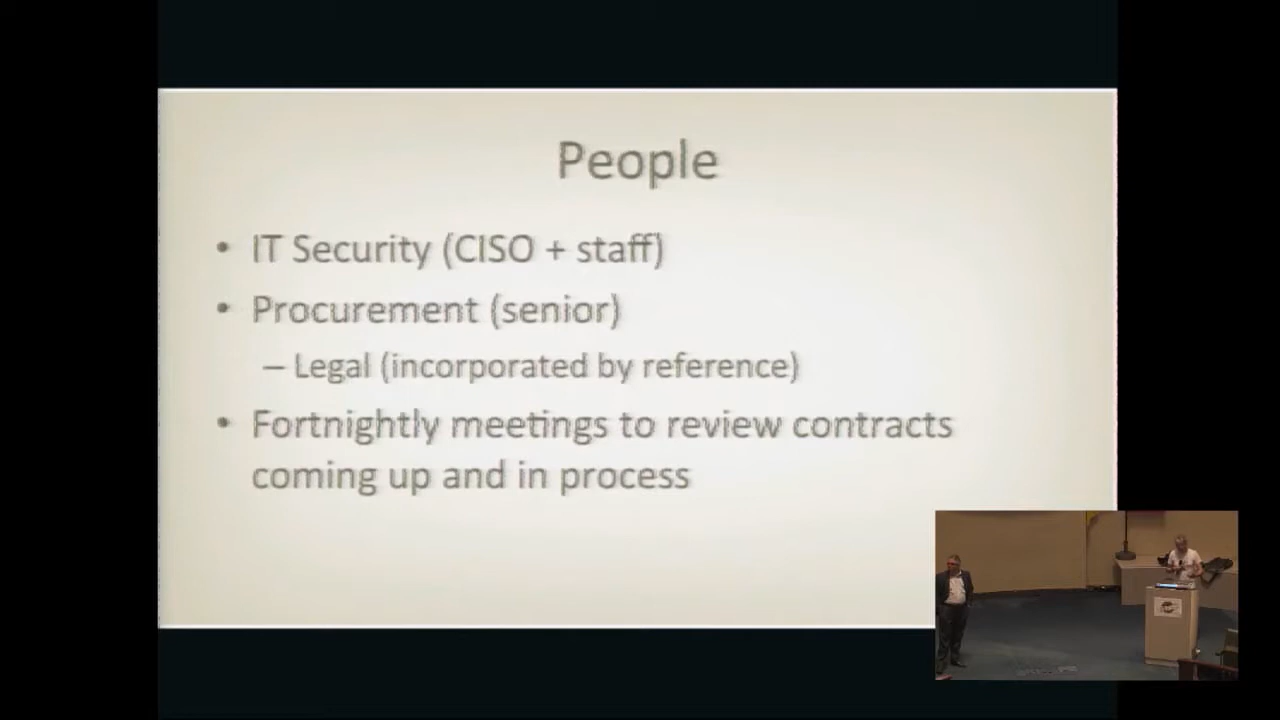 People
• IT Security (CISO + staff)
• Procurement (senior)
– Legal (incorporated by reference)
• Fortnightly meetings to review contracts
coming up and in process